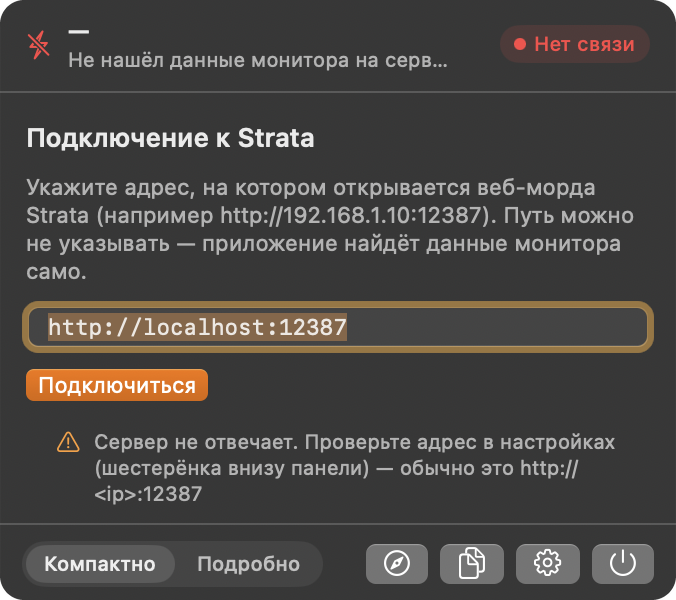 —
Не нашёл данные монитора на серв...
Нет связи
Подключение к Strata
Укажите адрес, на котором открывается веб-морда
Strata (например http://192.168.1.10:12387). Путь можно
не указывать — приложение найдёт данные монитора
само.
http://localhost:12387
Подключиться
Сервер не отвечает. Проверьте адрес в настройках
(шестерёнка внизу панели) — обычно это http://
<ip>:12387
Компактно
Подробно